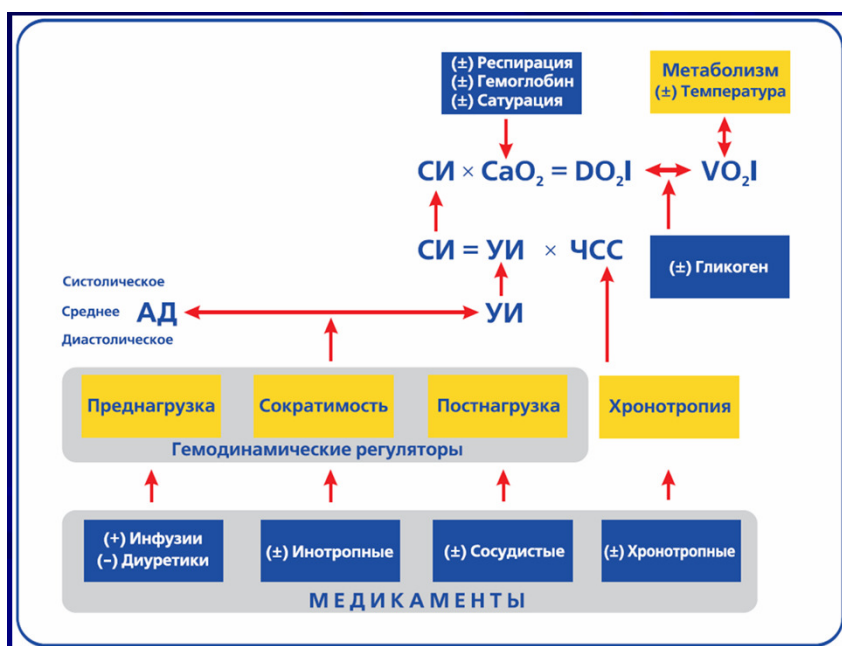 (±) Респирация
(±) Гемоглобин
(±) Сатурация
Метаболизм
(±) Температура
СИ × CaO₂ = DO₂I
VO₂I
СИ = УИ × ЧСС
(±) Гликоген
Систолическое
Среднее
АД
Диастолическое
УИ
Преднагрузка
Сократимость
Постнагрузка
Хронотропия
Гемодинамические регуляторы
(+) Инфузии
(–) Диуретики
(±) Инотропные
(±) Сосудистые
(±) Хронотропные
МЕДИКАМЕНТЫ